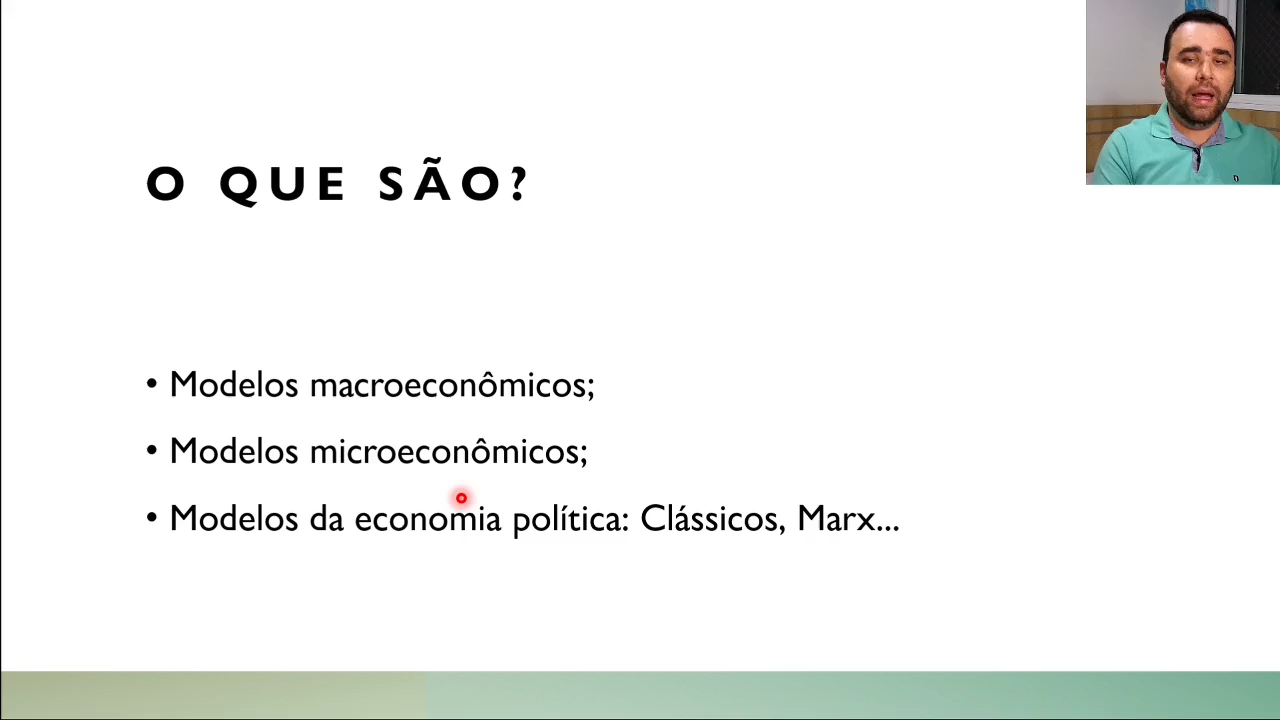 O QUE SÃO?
• Modelos macroeconômicos;
• Modelos microeconômicos;
• Modelos da economia política: Clássicos, Marx...